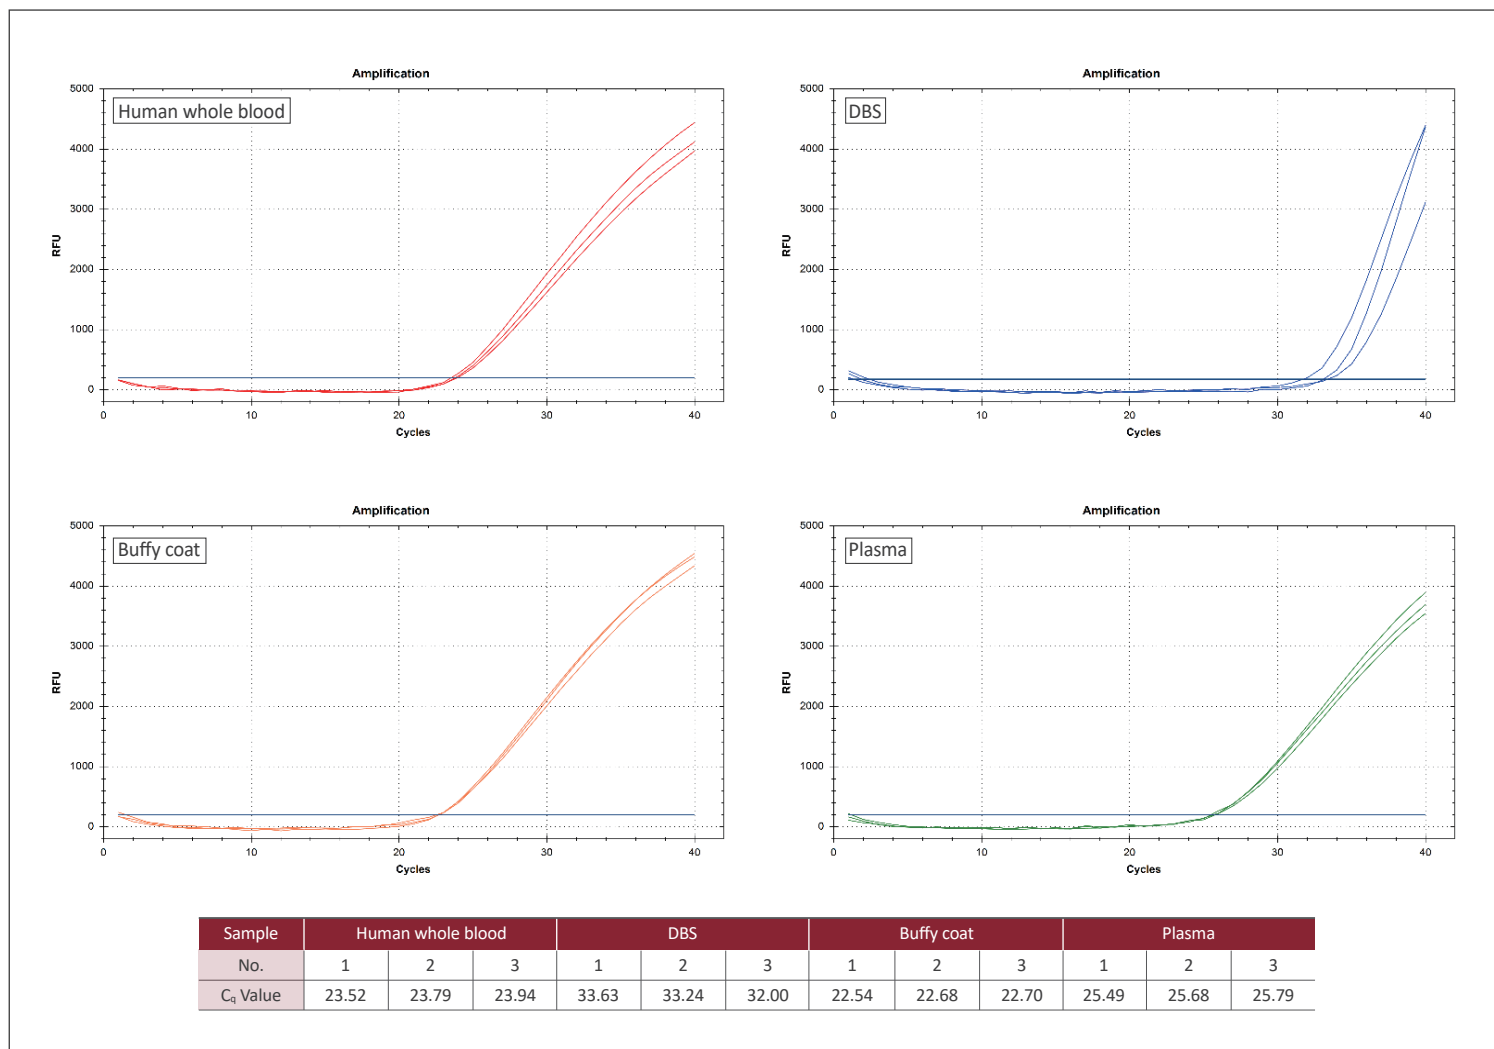 Amplification
Human whole blood
5000
4000
3000
2000
1000
0
RFU
0 10 20 30 40
Cycles
Amplification
DBS
5000
4000
3000
2000
1000
0
RFU
0 10 20 30 40
Cycles
Amplification
Buffy coat
5000
4000
3000
2000
1000
0
RFU
0 10 20 30 40
Cycles
Amplification
Plasma
5000
4000
3000
2000
1000
0
RFU
0 10 20 30 40
Cycles
Sample Human whole blood DBS Buffy coat Plasma
No. 1 2 3 1 2 3 1 2 3 1 2 3
Cq Value 23.52 23.79 23.94 33.63 33.24 32.00 22.54 22.68 22.70 25.49 25.68 25.79